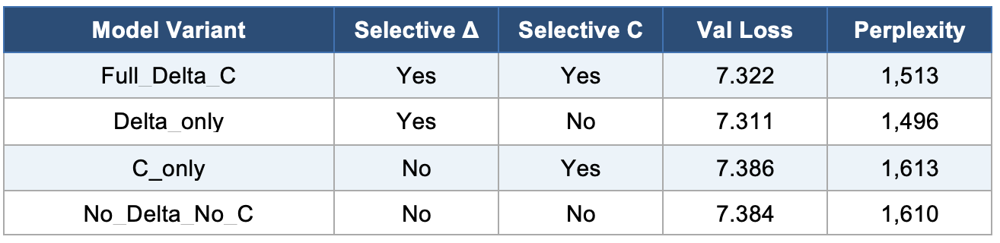 Model Variant Selective Δ Selective C Val Loss Perplexity
Full_Delta_C Yes Yes 7.322 1,513
Delta_only Yes No 7.311 1,496
C_only No Yes 7.386 1,613
No_Delta_No_C No No 7.384 1,610